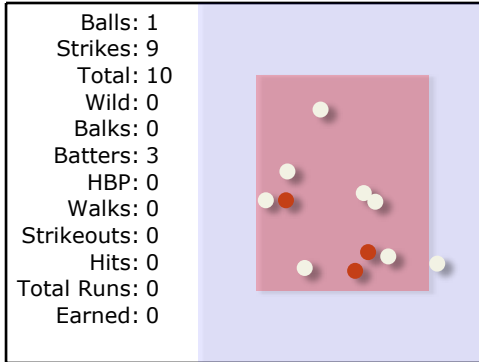 Balls: 1
Strikes: 9
Total: 10
Wild: 0
Balks: 0
Batters: 3
HBP: 0
Walks: 0
Strikeouts: 0
Hits: 0
Total Runs: 0
Earned: 0